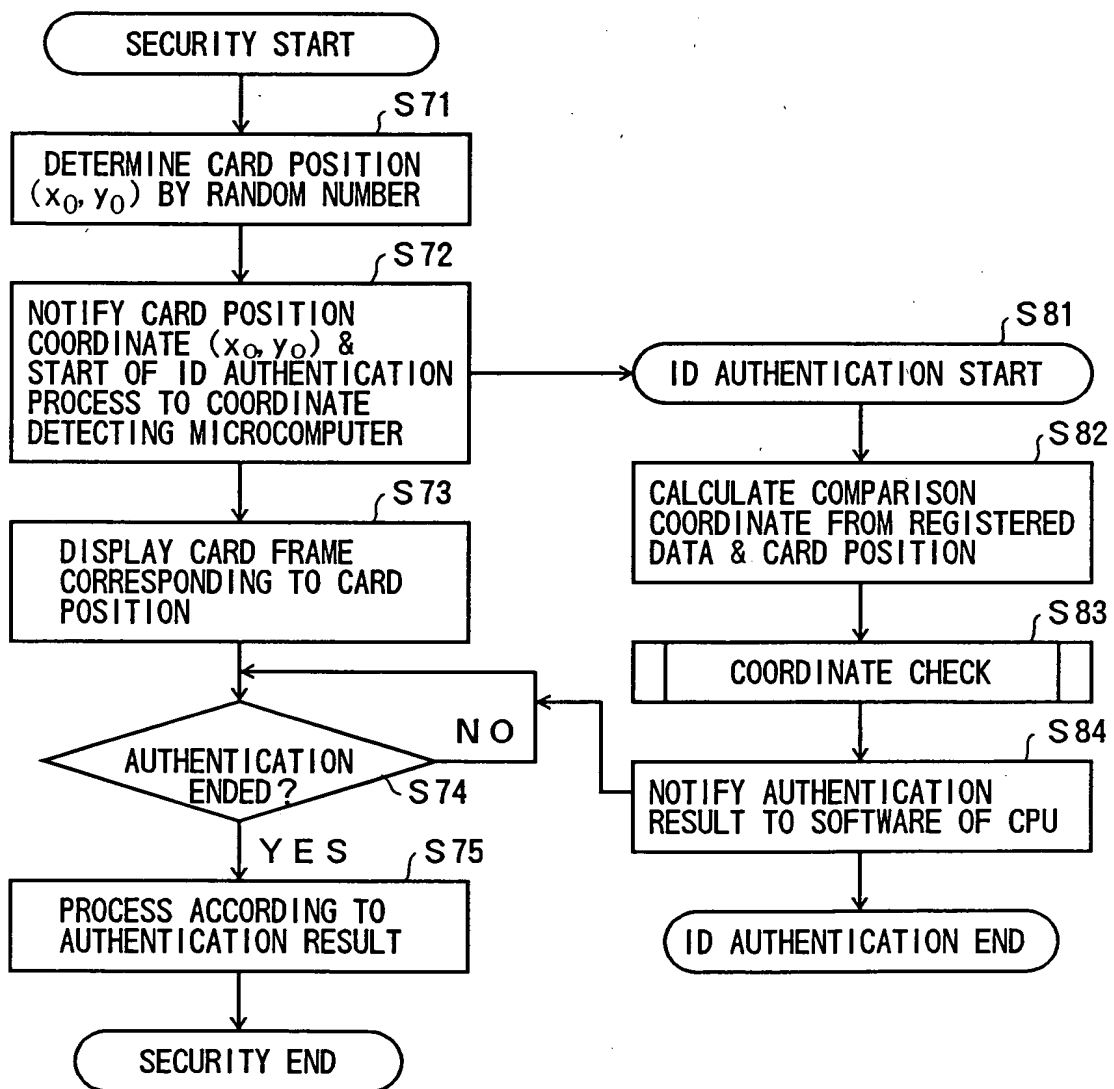 SECURITY START
S71
DETERMINE CARD POSITION
(x0, y0) BY RANDOM NUMBER
S72
NOTIFY CARD POSITION
COORDINATE (x0, y0) &
START OF ID AUTHENTICATION
PROCESS TO COORDINATE
DETECTING MICROCOMPUTER
S73
DISPLAY CARD FRAME
CORRESPONDING TO CARD
POSITION
NO
AUTHENTICATION
ENDED?
S74
YES
S75
PROCESS ACCORDING TO
AUTHENTICATION RESULT
SECURITY END
S81
ID AUTHENTICATION START
S82
CALCULATE COMPARISON
COORDINATE FROM REGISTERED
DATA & CARD POSITION
S83
COORDINATE CHECK
S84
NOTIFY AUTHENTICATION
RESULT TO SOFTWARE OF CPU
ID AUTHENTICATION END